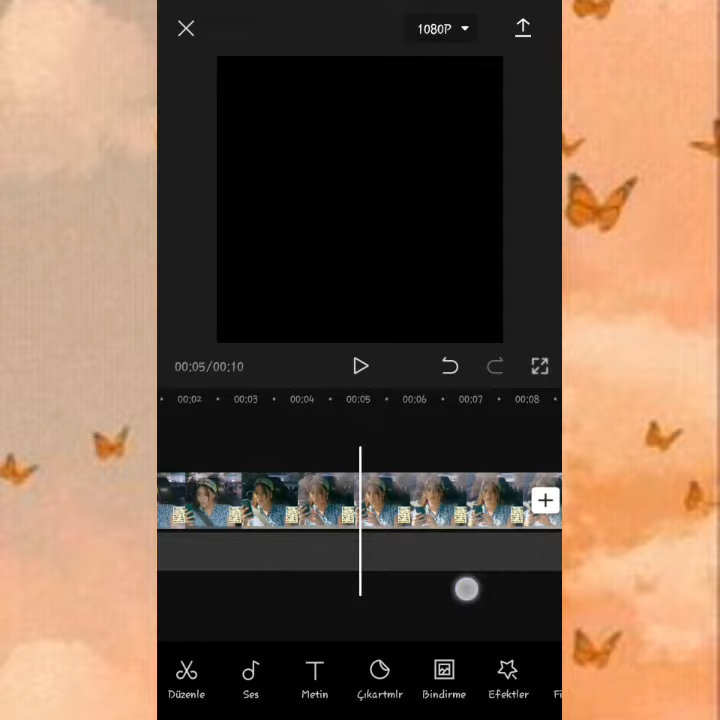 1080P
00:05/00:10
00:02 00:03 00:04 00:05 00:06 00:07 00:08
Düzenle Ses Metin Çıkartmlr Bindirme Efektler Fi